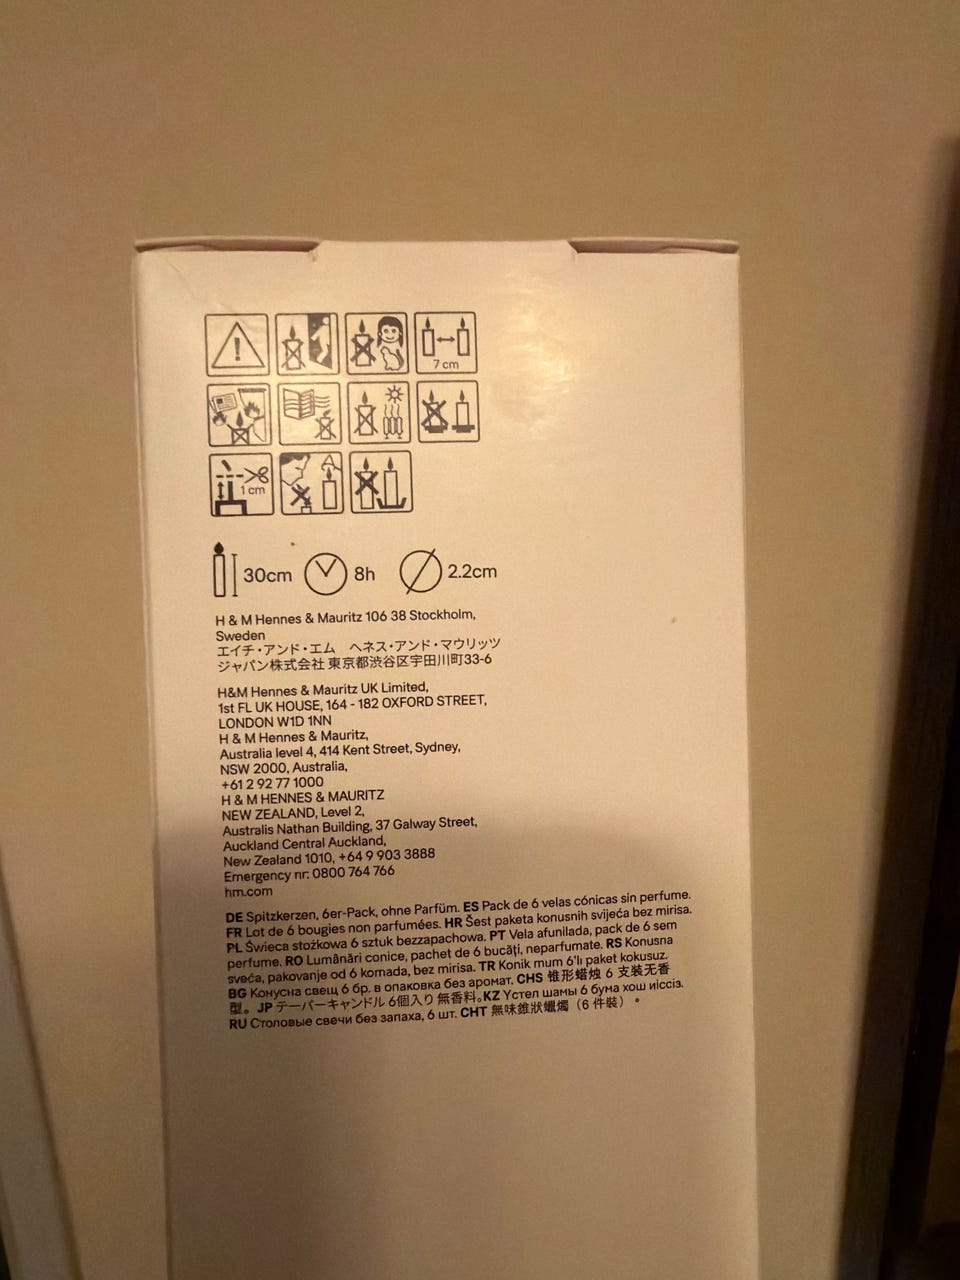 !
7 cm
1 cm
30cm 8h 2.2cm
H & M Hennes & Mauritz 106 38 Stockholm,
Sweden
エイチ・アンド・エム ヘネス・アンド・マウリッツ
ジャパン株式会社 東京都渋谷区宇田川町33-6
H&M Hennes & Mauritz UK Limited,
1st FL UK HOUSE, 164 - 182 OXFORD STREET,
LONDON W1D 1NN
H & M Hennes & Mauritz,
Australia level 4, 414 Kent Street, Sydney,
NSW 2000, Australia,
+61 2 92 77 1000
H & M HENNES & MAURITZ
NEW ZEALAND, Level 2,
Australis Nathan Building, 37 Galway Street,
Auckland Central Auckland,
New Zealand 1010, +64 9 903 3888
Emergency nr: 0800 764 766
hm.com
DE Spitzkerzen, 6er-Pack, ohne Parfüm. ES Pack de 6 velas cónicas sin perfume.
FR Lot de 6 bougies non parfumées. HR Šest paketa konusnih svijeća bez mirisa.
PL Świeca stożkowa 6 sztuk bezzapachowa. PT Vela afunilada, pack de 6 sem
perfume. RO Lumânări conice, pachet de 6 bucăți, neparfumate. RS Konusna
sveća, pakovanje od 6 komada, bez mirisa. TR Konik mum 6'lı paket kokusuz.
BG Конусна свещ 6 бр. в опаковка без аромат. CHS 锥形蜡烛 6 支装无香
型。JP テーパーキャンドル 6個入り 無香料。KZ Үстел шамы 6 бума хош иіссіз.
RU Столовые свечи без запаха, 6 шт. CHT 無味錐狀蠟燭（6 件裝）。